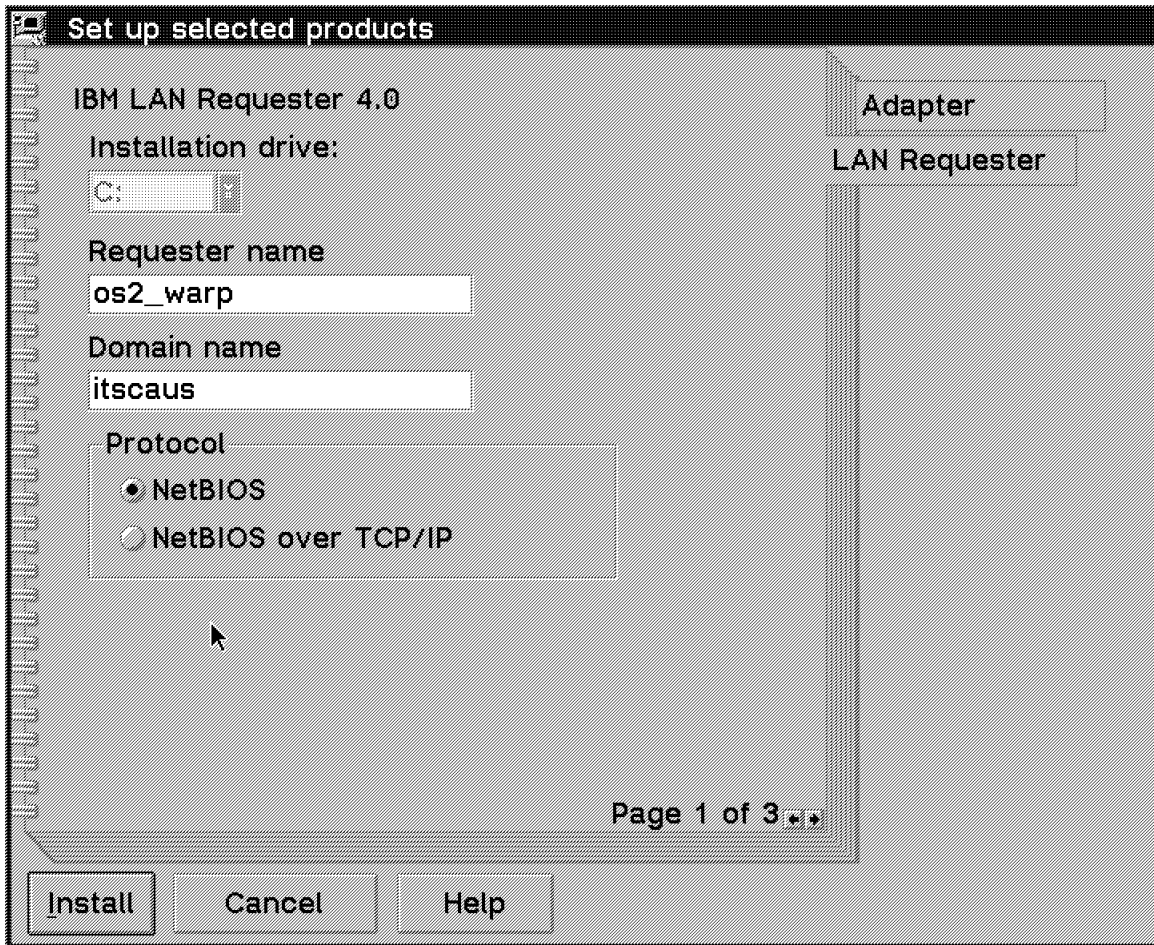 Set up selected products
IBM LAN Requester 4.0
Installation drive:
C:
Requester name
os2_warp
Domain name
itscaus
Protocol
NetBIOS
NetBIOS over TCP/IP
Page 1 of 3
Adapter
LAN Requester
Install
Cancel
Help